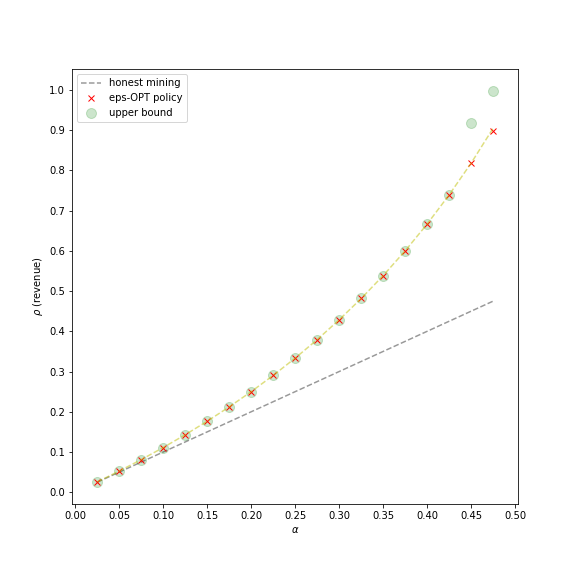 honest mining
eps-OPT policy
upper bound
1.0
0.9
0.8
0.7
0.6
0.5
0.4
0.3
0.2
0.1
0.0
ρ (revenue)
0.00 0.05 0.10 0.15 0.20 0.25 0.30 0.35 0.40 0.45 0.50
α